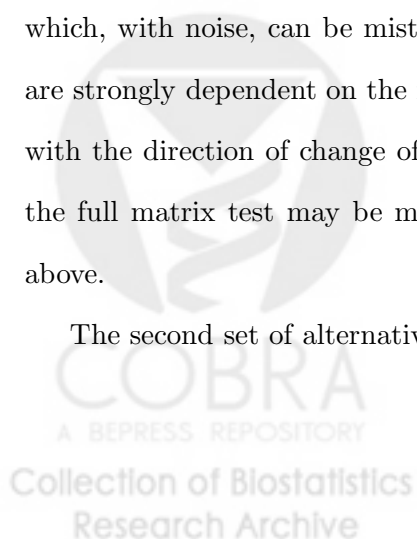 which, with noise, can be mist
are strongly dependent on the
with the direction of change of
the full matrix test may be m
above.
The second set of alternativ
COBRA
A BEPRESS REPOSITORY
Collection of Biostatistics
Research Archive